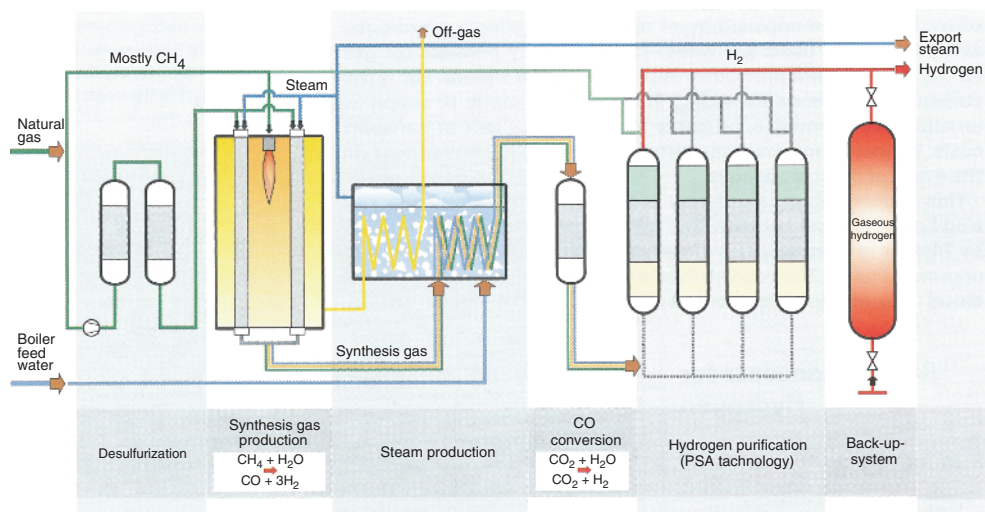 Off-gas
Export
steam
Mostly CH₄
H₂
Hydrogen
Steam
Natural
gas
Gaseous
hydrogen
Boiler
feed
water
Synthesis gas
Desulfurization
Synthesis gas
production
CH₄ + H₂O
CO + 3H₂
Steam production
CO
conversion
CO₂ + H₂O
CO₂ + H₂
Hydrogen purification
(PSA tachnology)
Back-up-
system